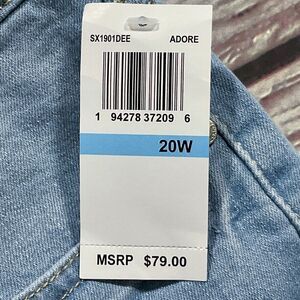 SX1901DEE ADORE
1 94278 37209 6
20W
MSRP $79.00